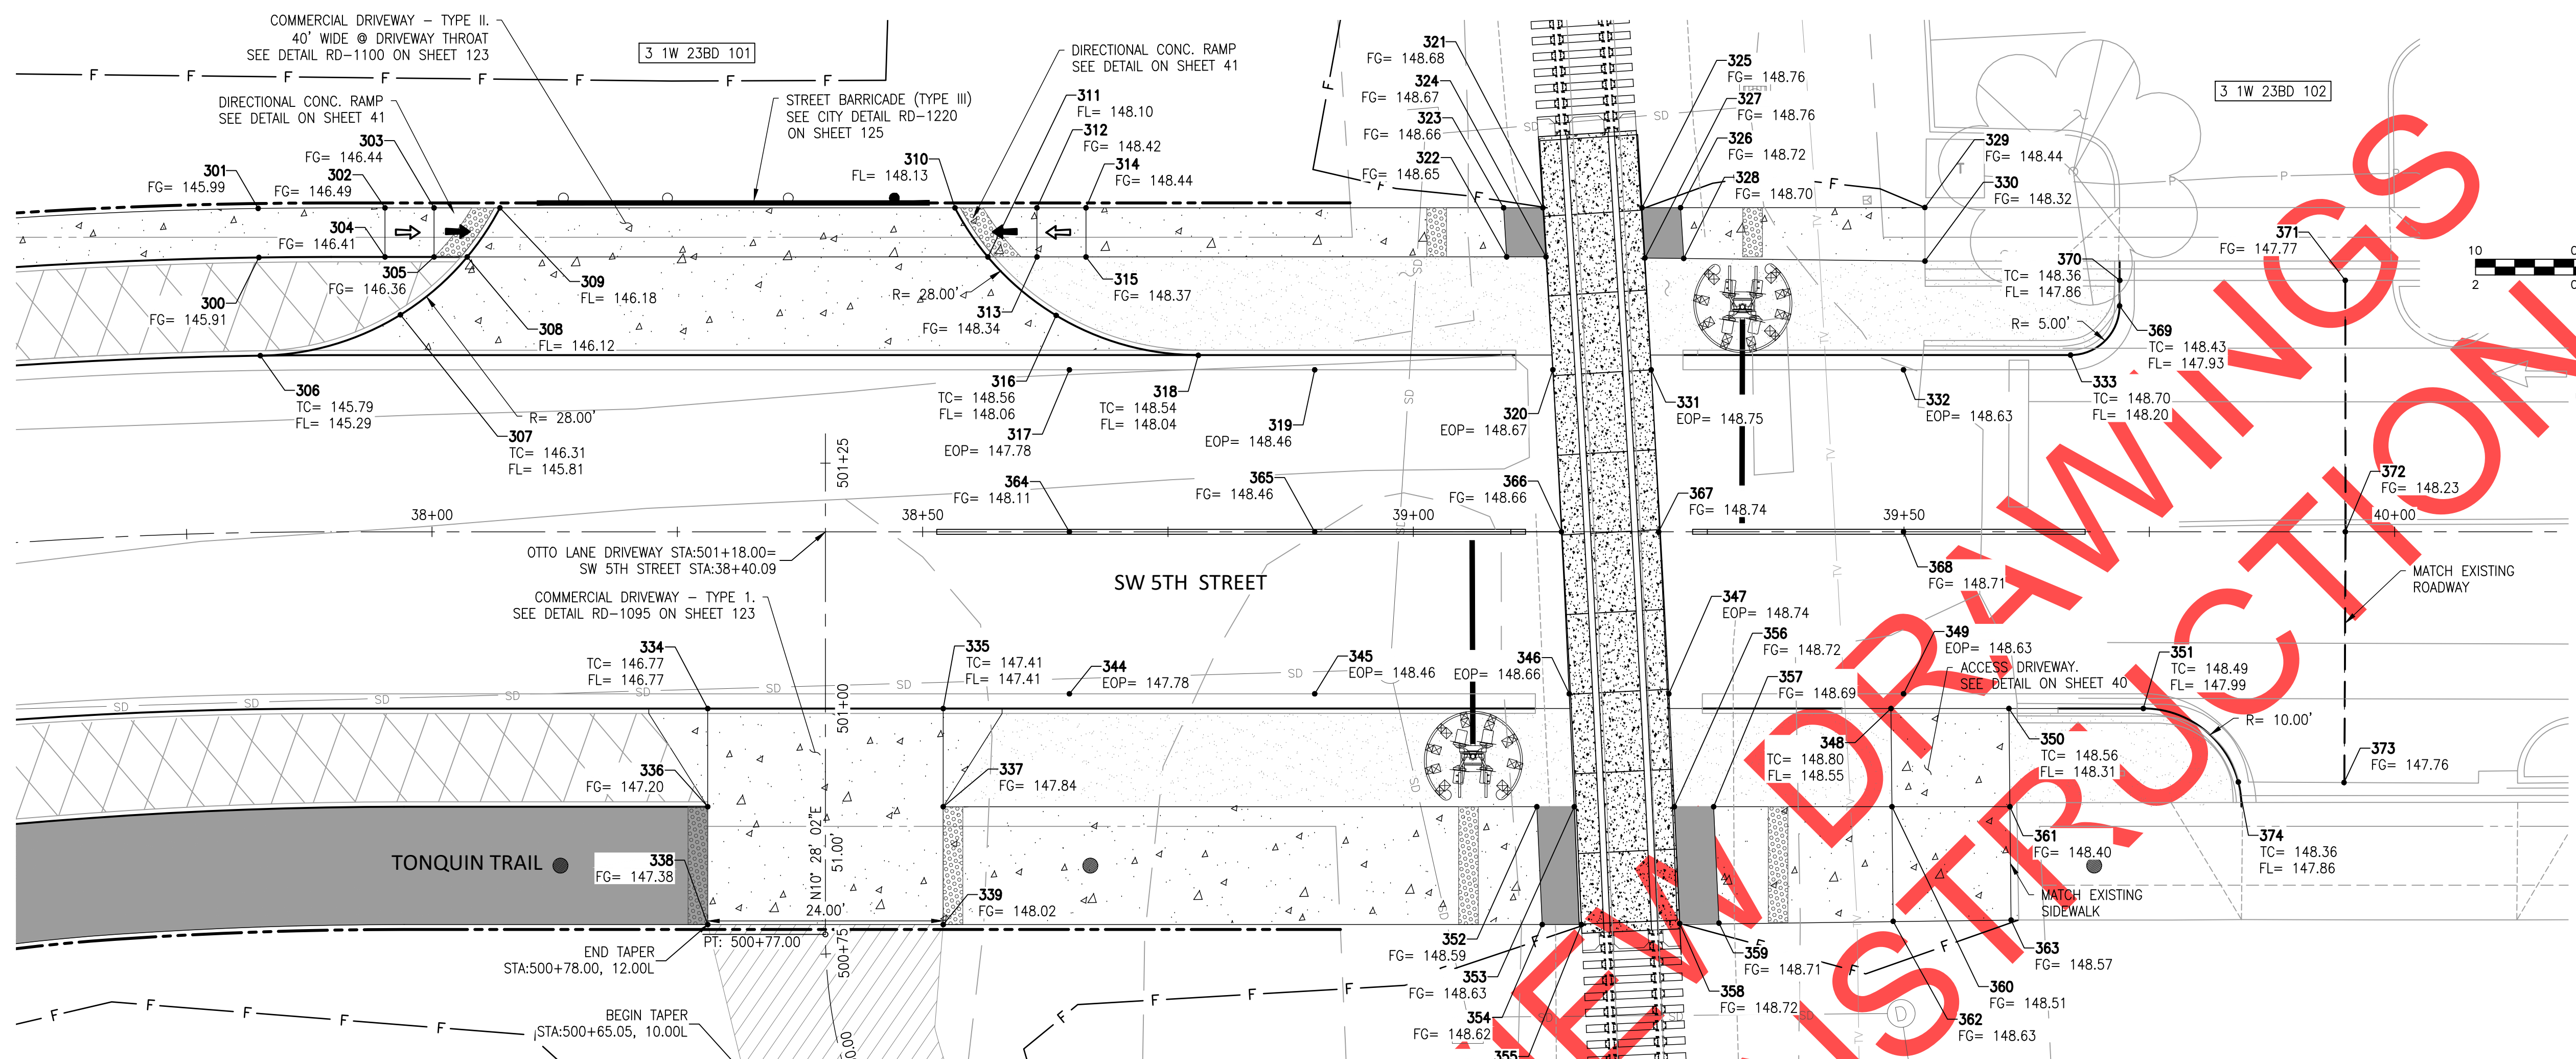 COMMERCIAL DRIVEWAY – TYPE II.
40' WIDE @ DRIVEWAY THROAT
SEE DETAIL RD-1100 ON SHEET 123
3 1W 23BD 101
DIRECTIONAL CONC. RAMP
SEE DETAIL ON SHEET 41
DIRECTIONAL CONC. RAMP
SEE DETAIL ON SHEET 41
STREET BARRICADE (TYPE III)
SEE CITY DETAIL RD-1220
ON SHEET 125
3 1W 23BD 102
301
FG= 145.99
302
FG= 146.49
303
FG= 146.44
304
FG= 146.41
305
FG= 146.36
300
FG= 145.91
306
TC= 145.79
FL= 145.29
307
TC= 146.31
FL= 145.81
R= 28.00'
308
FL= 146.12
309
FL= 146.18
310
FL= 148.13
311
FL= 148.10
312
FG= 148.42
314
FG= 148.44
315
FG= 148.37
313
FG= 148.34
R= 28.00'
316
TC= 148.56
FL= 148.06
317
EOP= 147.78
318
TC= 148.54
FL= 148.04
319
EOP= 148.46
320
EOP= 148.67
321
FG= 148.68
324
FG= 148.67
323
FG= 148.66
322
FG= 148.65
325
FG= 148.76
327
FG= 148.76
326
FG= 148.72
328
FG= 148.70
329
FG= 148.44
330
FG= 148.32
331
EOP= 148.75
332
EOP= 148.63
333
TC= 148.70
FL= 148.20
R= 5.00'
370
TC= 148.36
FL= 147.86
369
TC= 148.43
FL= 147.93
371
FG= 147.77
10 0
2 0
364
FG= 148.11
365
FG= 148.46
366
FG= 148.66
367
FG= 148.74
368
FG= 148.71
372
FG= 148.23
38+00
38+50
39+00
39+50
40+00
501+25
501+00
500+75
OTTO LANE DRIVEWAY STA:501+18.00=
SW 5TH STREET STA:38+40.09
SW 5TH STREET
MATCH EXISTING
ROADWAY
COMMERCIAL DRIVEWAY – TYPE 1.
SEE DETAIL RD-1095 ON SHEET 123
334
TC= 146.77
FL= 146.77
335
TC= 147.41
FL= 147.41
344
EOP= 147.78
345
EOP= 148.46
346
EOP= 148.66
347
EOP= 148.74
356
FG= 148.72
357
FG= 148.69
349
EOP= 148.63
ACCESS DRIVEWAY.
SEE DETAIL ON SHEET 40
351
TC= 148.49
FL= 147.99
R= 10.00'
348
TC= 148.80
FL= 148.55
350
TC= 148.56
FL= 148.31
373
FG= 147.76
336
FG= 147.20
337
FG= 147.84
TONQUIN TRAIL
338
FG= 147.38
339
FG= 148.02
N10° 28' 02"E
51.00'
24.00'
PT: 500+77.00
END TAPER
STA:500+78.00, 12.00L
BEGIN TAPER
STA:500+65.05, 10.00L
352
FG= 148.59
353
FG= 148.63
354
FG= 148.62
355
359
FG= 148.71
358
FG= 148.72
361
FG= 148.40
MATCH EXISTING
SIDEWALK
363
FG= 148.57
360
FG= 148.51
362
FG= 148.63
374
TC= 148.36
FL= 147.86
DRAWINGS